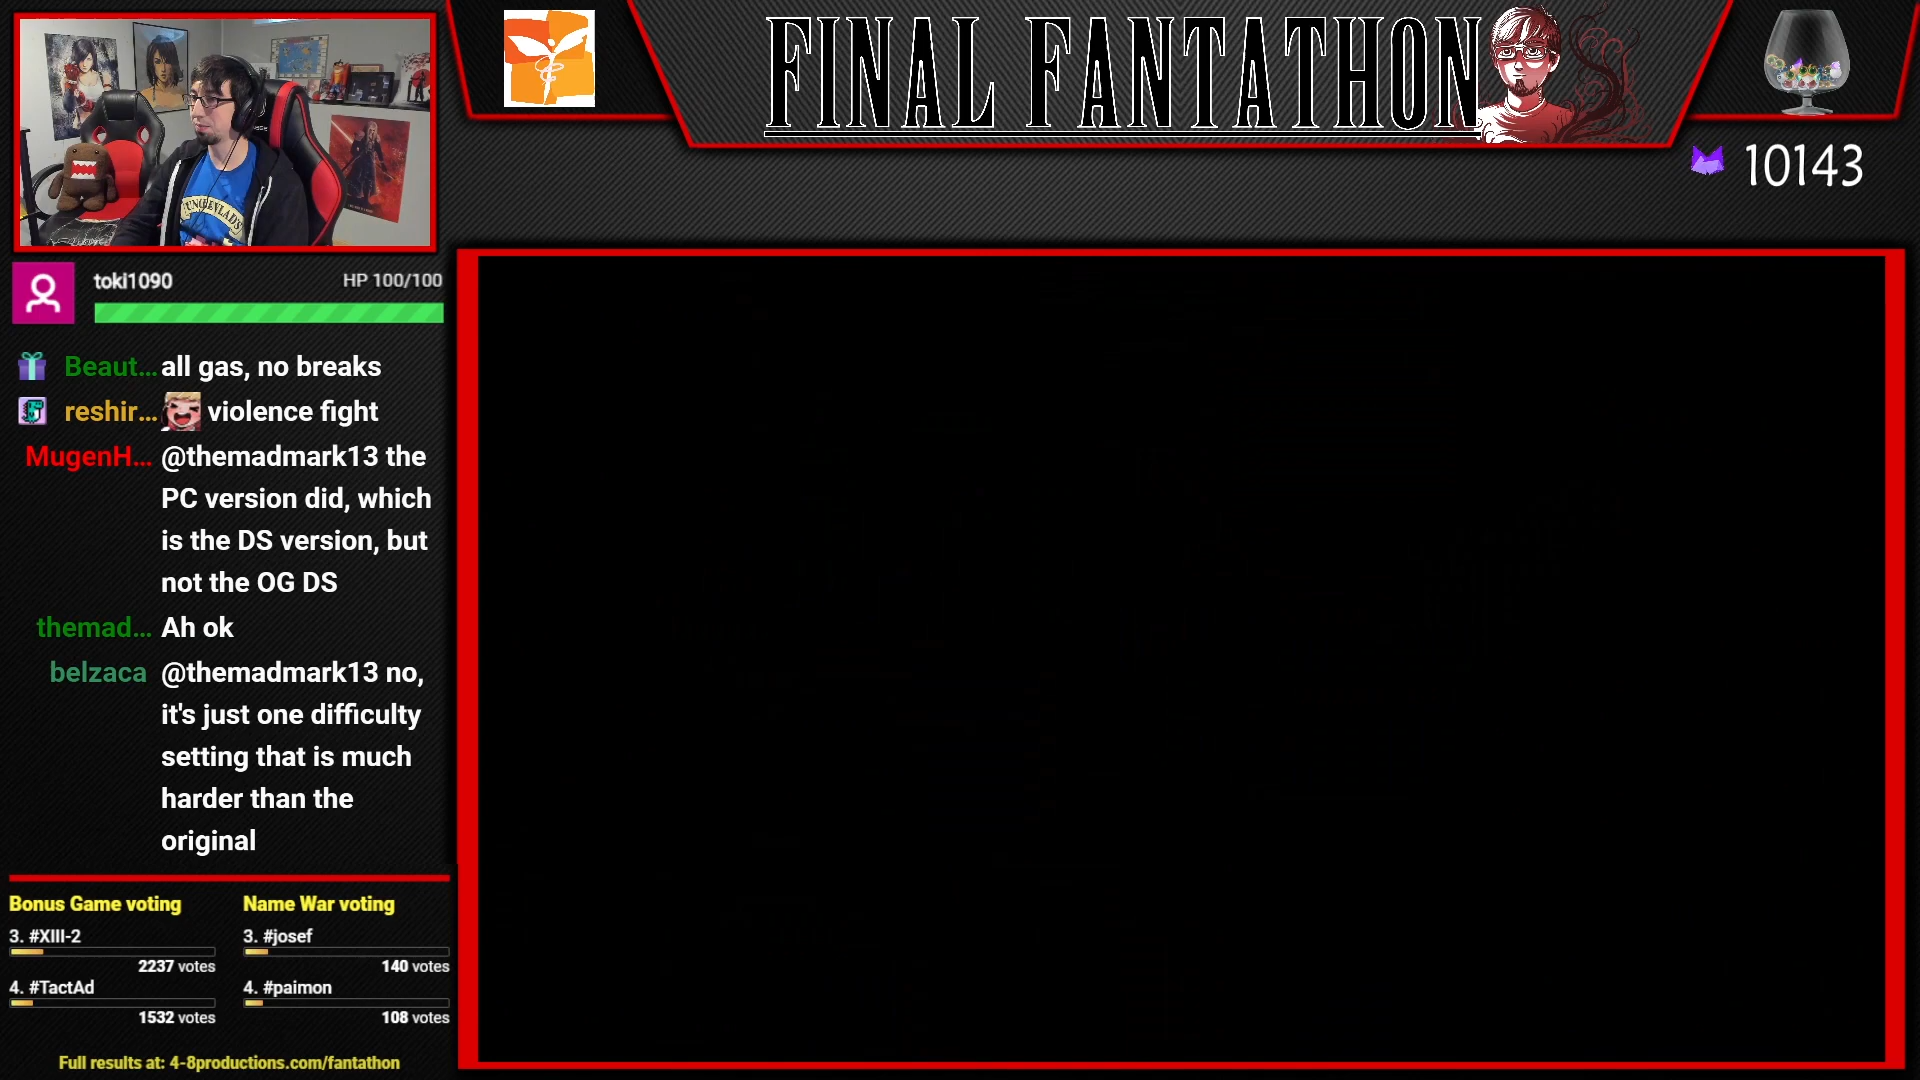 FINAL FANTATHON
10143
toki1090 HP 100/100
Beaut... all gas, no breaks
reshir... violence fight
MugenH... @themadmark13 the
PC version did, which
is the DS version, but
not the OG DS
themad... Ah ok
belzaca @themadmark13 no,
it's just one difficulty
setting that is much
harder than the
original
Bonus Game voting
3. #XIII-2
2237 votes
4. #TactAd
1532 votes
Name War voting
3. #josef
140 votes
4. #paimon
108 votes
Full results at: 4-8productions.com/fantathon